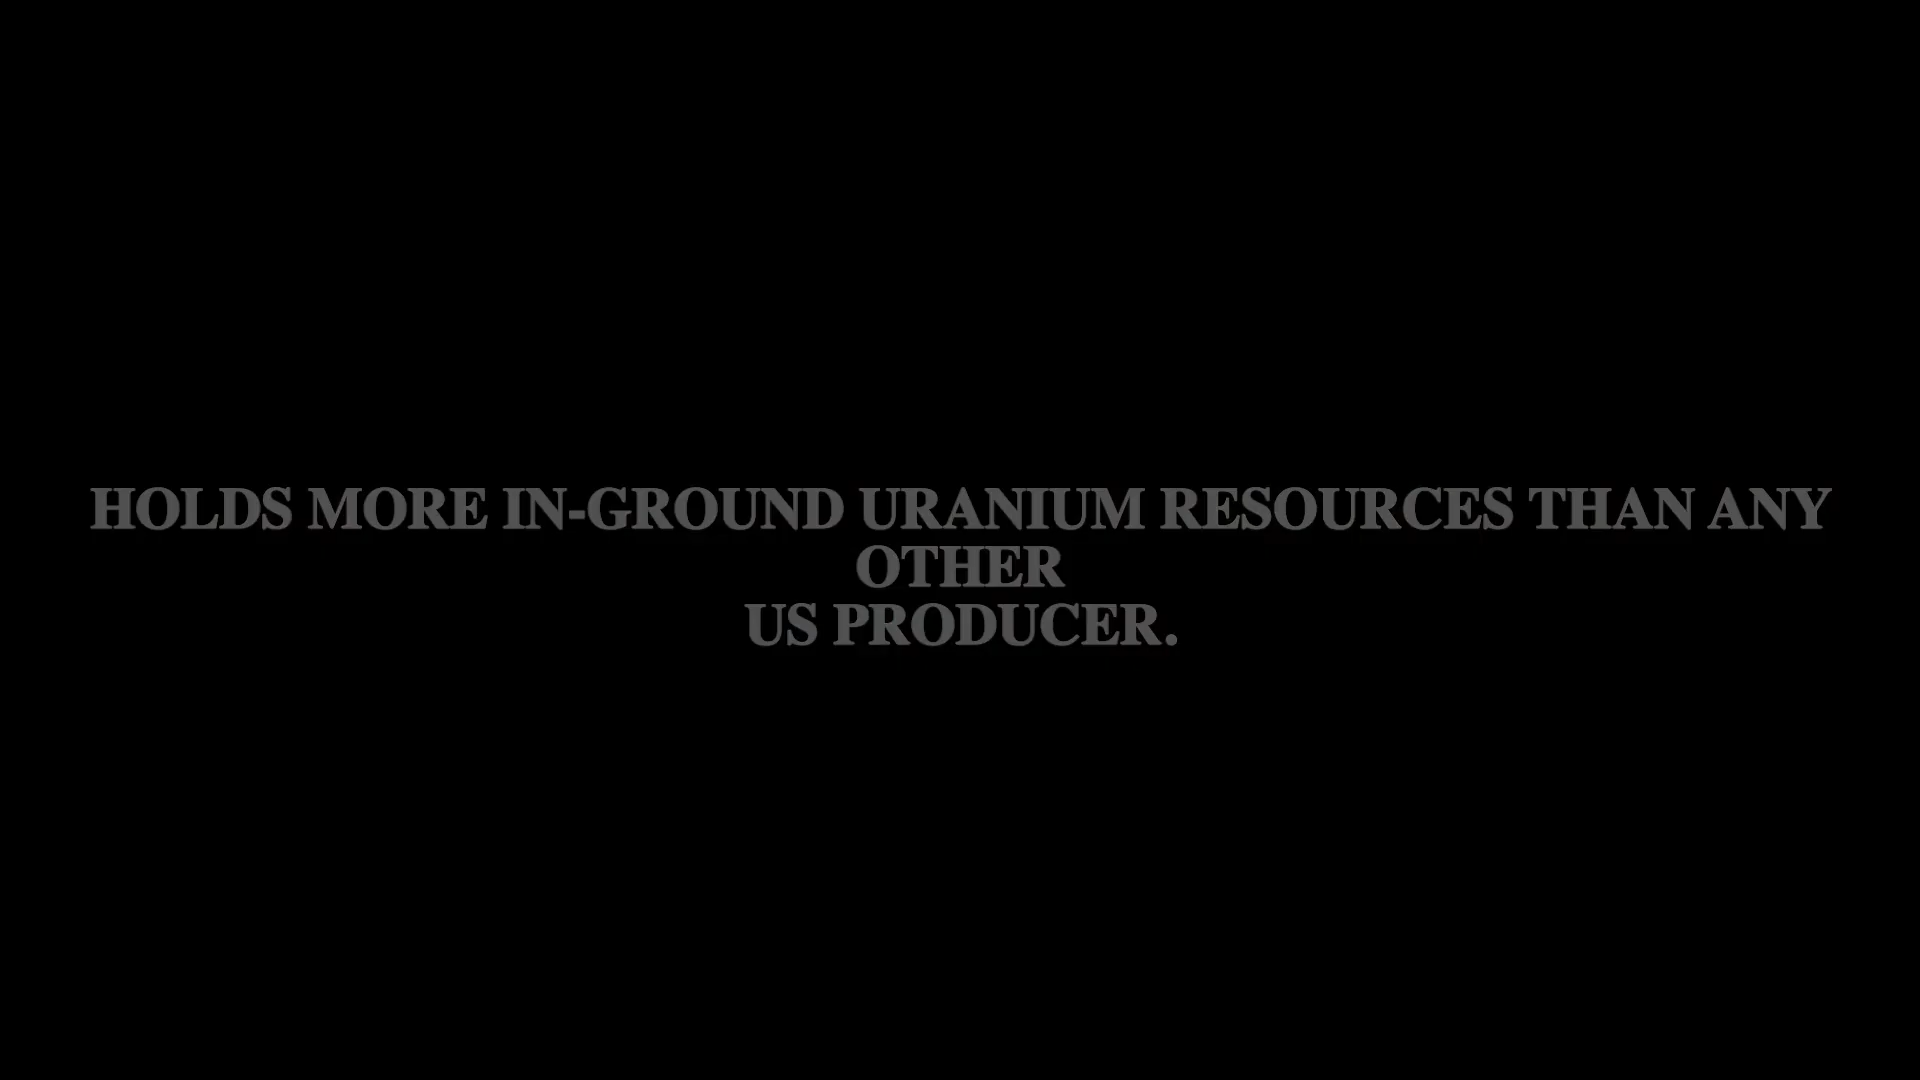 HOLDS MORE IN-GROUND URANIUM RESOURCES THAN ANY
OTHER
US PRODUCER.